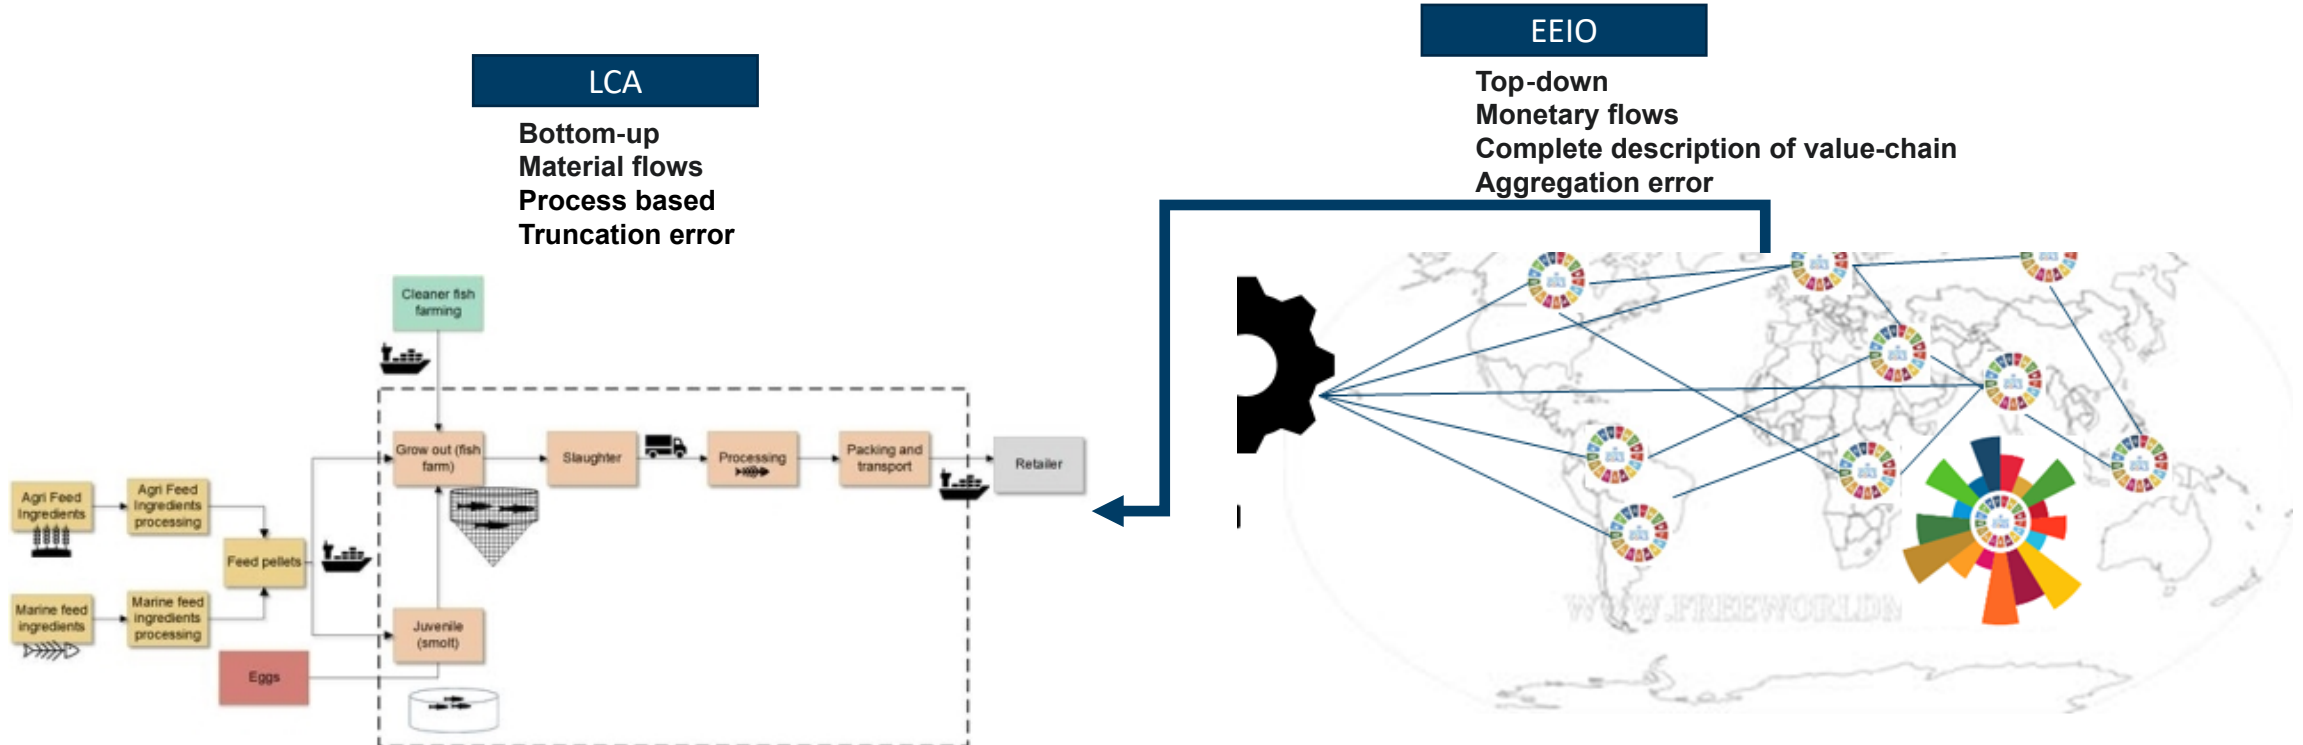 LCA
Bottom-up
Material flows
Process based
Truncation error
EEIO
Top-down
Monetary flows
Complete description of value-chain
Aggregation error
Cleaner fish
farming
Grow out (fish
farm)
Slaughter
Processing
Packing and
transport
Retailer
Agri Feed
Ingredients
Agri Feed
Ingredients
processing
Feed pellets
Marine feed
ingredients
Marine feed
ingredients
processing
Juvenile
(smolt)
Eggs
WWW.FREEWORLDM